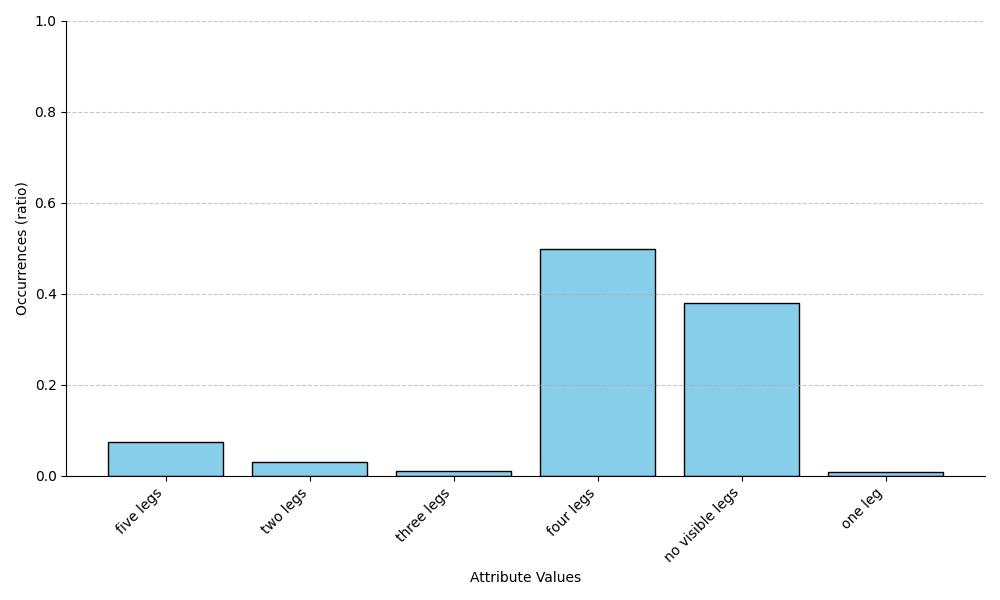 1.0
0.8
0.6
0.4
0.2
0.0
Occurrences (ratio)
five legs
two legs
three legs
four legs
no visible legs
one leg
Attribute Values